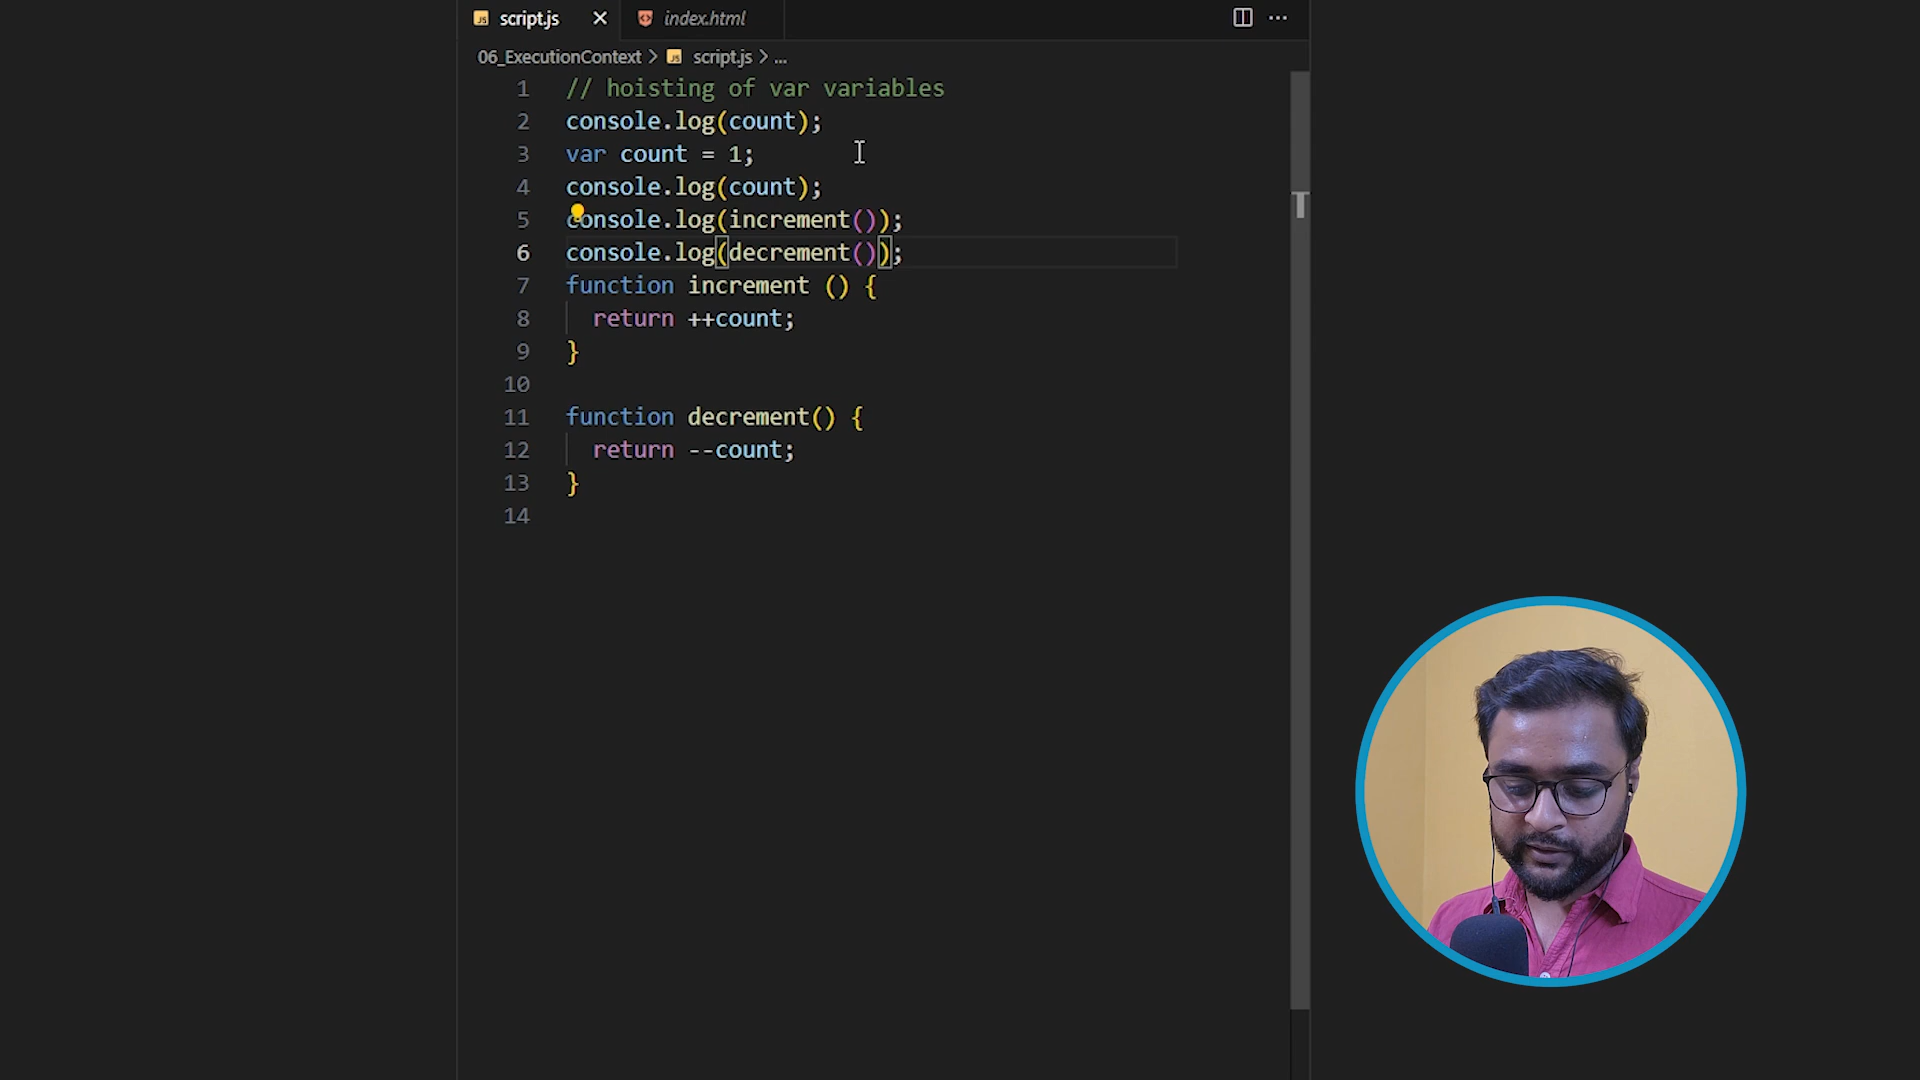 script.js
index.html
06_ExecutionContext > script.js > ...
1 // hoisting of var variables
2 console.log(count);
3 var count = 1;
4 console.log(count);
5 console.log(increment());
6 console.log(decrement());
7 function increment () {
8 return ++count;
9 }
10
11 function decrement() {
12 return --count;
13 }
14